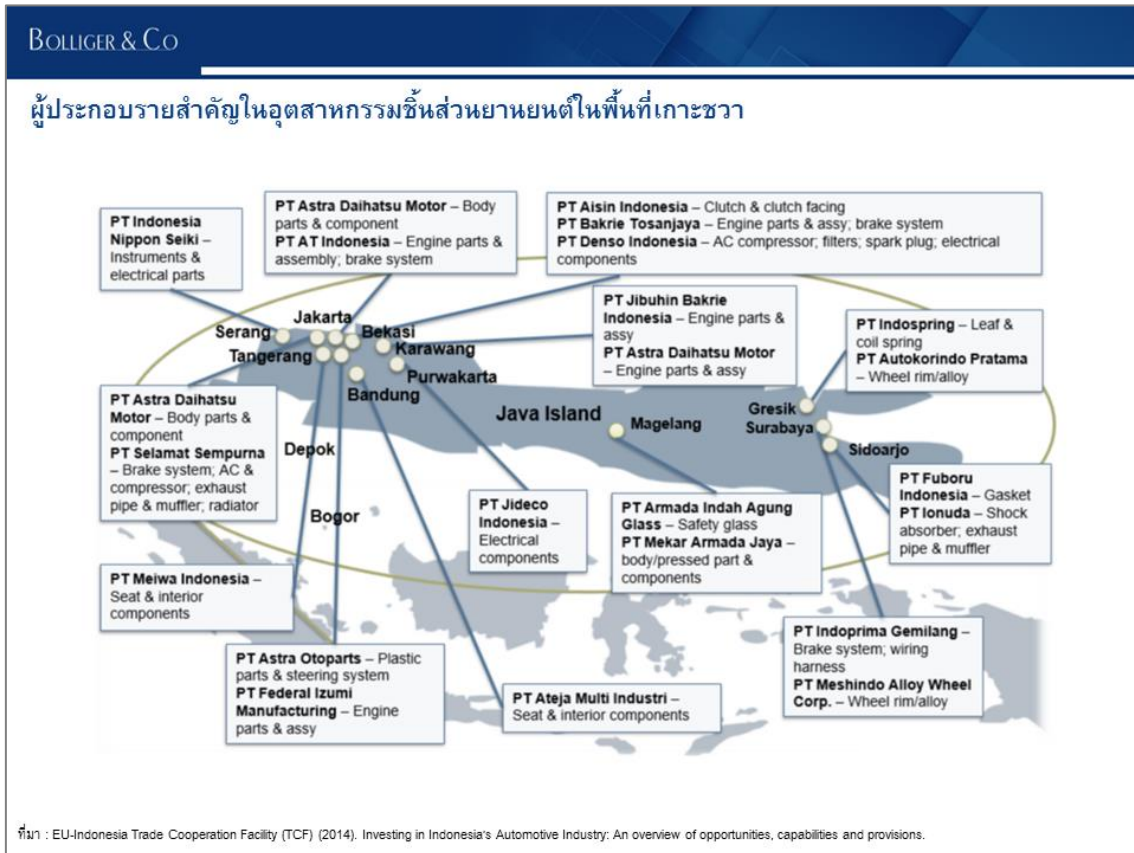 BOLLIGER & CO
ผู้ประกอบรายสำคัญในอุตสาหกรรมชิ้นส่วนยานยนต์ในพื้นที่เกาะชวา
PT Indonesia
Nippon Seiki –
Instruments &
electrical parts
PT Astra Daihatsu Motor – Body
parts & component
PT AT Indonesia – Engine parts &
assembly; brake system
PT Aisin Indonesia – Clutch & clutch facing
PT Bakrie Tosanjaya – Engine parts & assy; brake system
PT Denso Indonesia – AC compressor; filters; spark plug; electrical
components
PT Jibuhin Bakrie
Indonesia – Engine parts &
assy
PT Astra Daihatsu Motor
– Engine parts & assy
PT Indospring – Leaf &
coil spring
PT Autokorindo Pratama
– Wheel rim/alloy
Jakarta
Serang
Bekasi
Tangerang
Karawang
Purwakarta
Bandung
Java Island
Magelang
Gresik
Surabaya
Sidoarjo
Depok
Bogor
PT Astra Daihatsu
Motor – Body parts &
component
PT Selamat Sempurna
– Brake system; AC &
compressor; exhaust
pipe & muffler; radiator
PT Jideco
Indonesia –
Electrical
components
PT Armada Indah Agung
Glass – Safety glass
PT Mekar Armada Jaya –
body/pressed part &
components
PT Fuboru
Indonesia – Gasket
PT Ionuda – Shock
absorber; exhaust
pipe & muffler
PT Meiwa Indonesia –
Seat & interior
components
PT Astra Otoparts – Plastic
parts & steering system
PT Federal Izumi
Manufacturing – Engine
parts & assy
PT Ateja Multi Industri –
Seat & interior components
PT Indoprima Gemilang –
Brake system; wiring
harness
PT Meshindo Alloy Wheel
Corp. – Wheel rim/alloy
ที่มา : EU-Indonesia Trade Cooperation Facility (TCF) (2014). Investing in Indonesia's Automotive Industry: An overview of opportunities, capabilities and provisions.